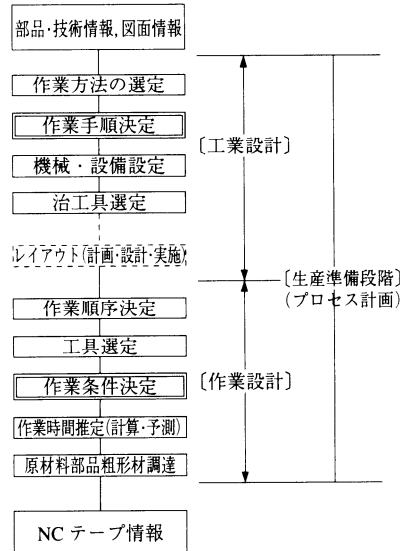 部品・技術情報,図面情報
作業方法の選定
作業手順決定
機械・設備設定
治工具選定
レイアウト(計画・設計・実施)
作業順序決定
工具選定
作業条件決定
作業時間推定(計算・予測)
原材料部品粗形材調達
NCテープ情報
〔工業設計〕
〔生産準備段階〕
(プロセス計画)
〔作業設計〕